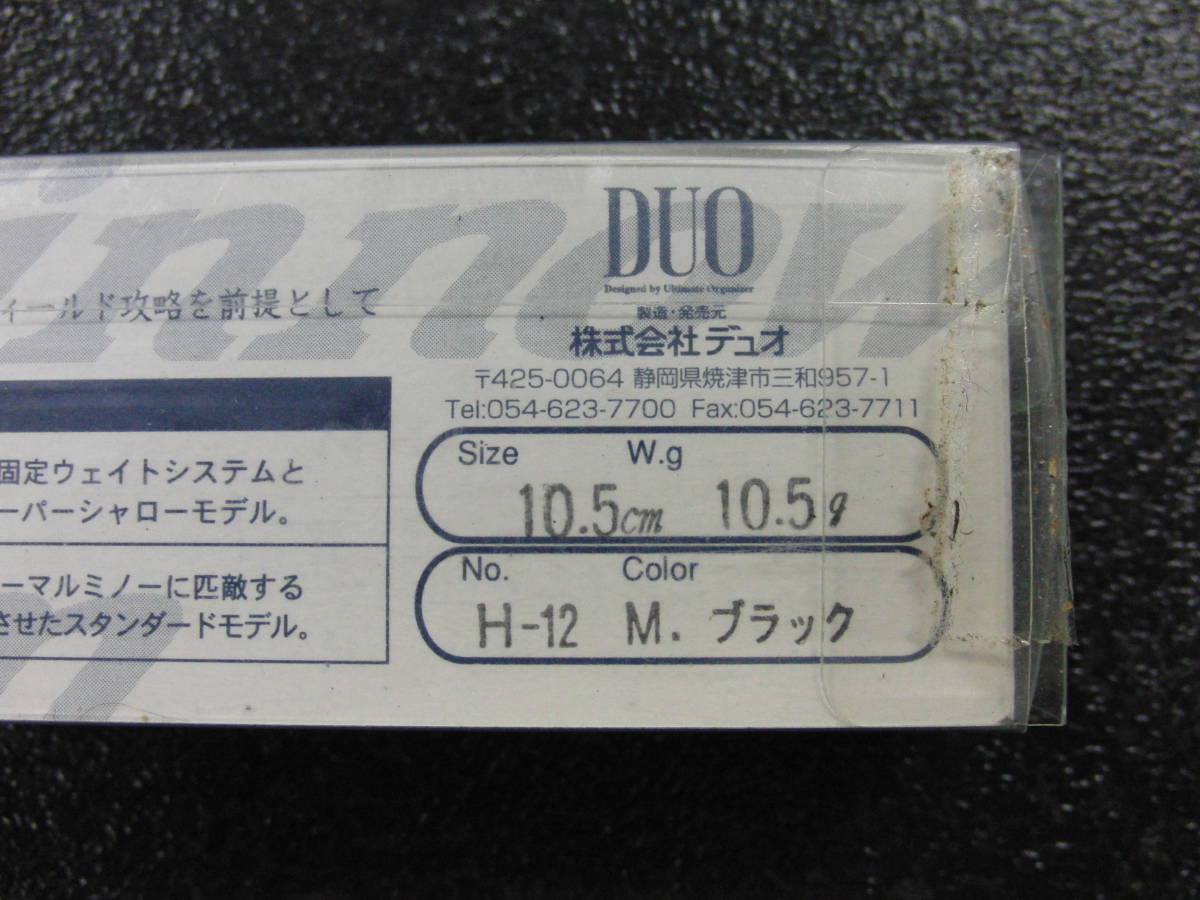 DUO
Designed by Ultimate Organizer
製造・発売元
株式会社デュオ
〒425-0064 静岡県焼津市三和957-1
Tel:054-623-7700 Fax:054-623-7711
ィールド攻略を前提として
固定ウェイトシステムと
ーパーシャローモデル。
ーマルミノーに匹敵する
させたスタンダードモデル。
Size W.g
10.5cm 10.5g
No. Color
H-12 M. ブラック